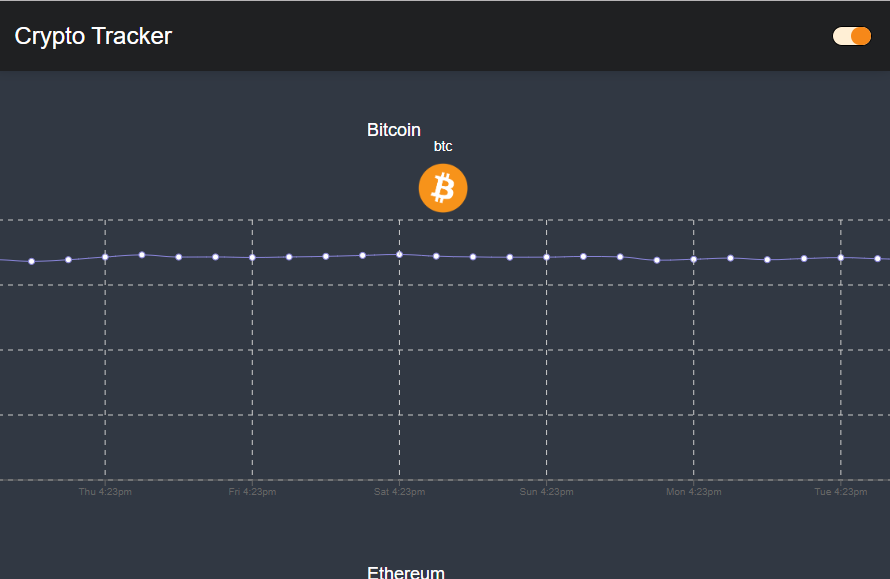 Crypto Tracker
Bitcoin
btc
Thu 4:23pm Fri 4:23pm Sat 4:23pm Sun 4:23pm Mon 4:23pm Tue 4:23pm
Ethereum